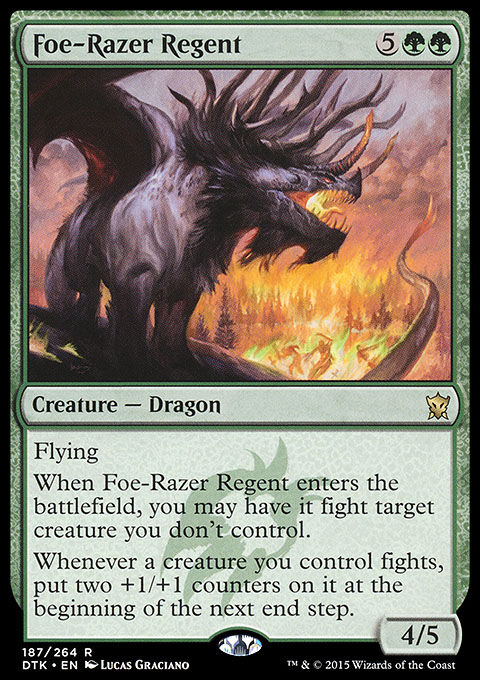 Foe-Razer Regent 5
Creature — Dragon
Flying
When Foe-Razer Regent enters the
battlefield, you may have it fight target
creature you don't control.
Whenever a creature you control fights,
put two +1/+1 counters on it at the
beginning of the next end step.
4/5
187/264 R
DTK • EN Lucas Graciano
™ & © 2015 Wizards of the Coast